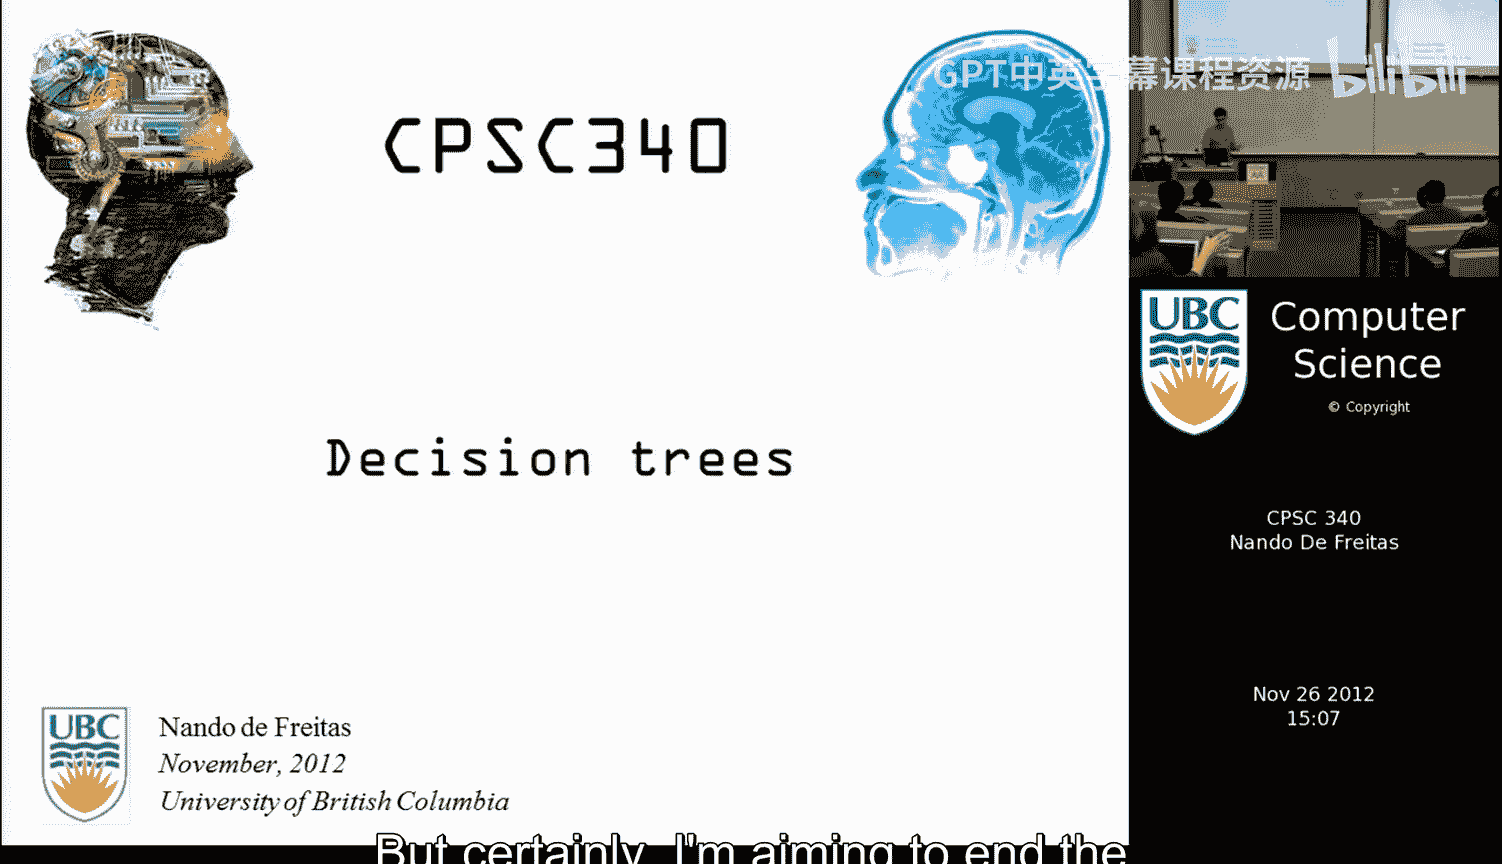 CPSC340
Decision trees
UBC
Nando de Freitas
November, 2012
University of British Columbia
But certainly, I'm aiming to end the
GPT中英字幕课程资源
bilibili
UBC
Computer
Science
© Copyright
CPSC 340
Nando De Freitas
Nov 26 2012
15:07